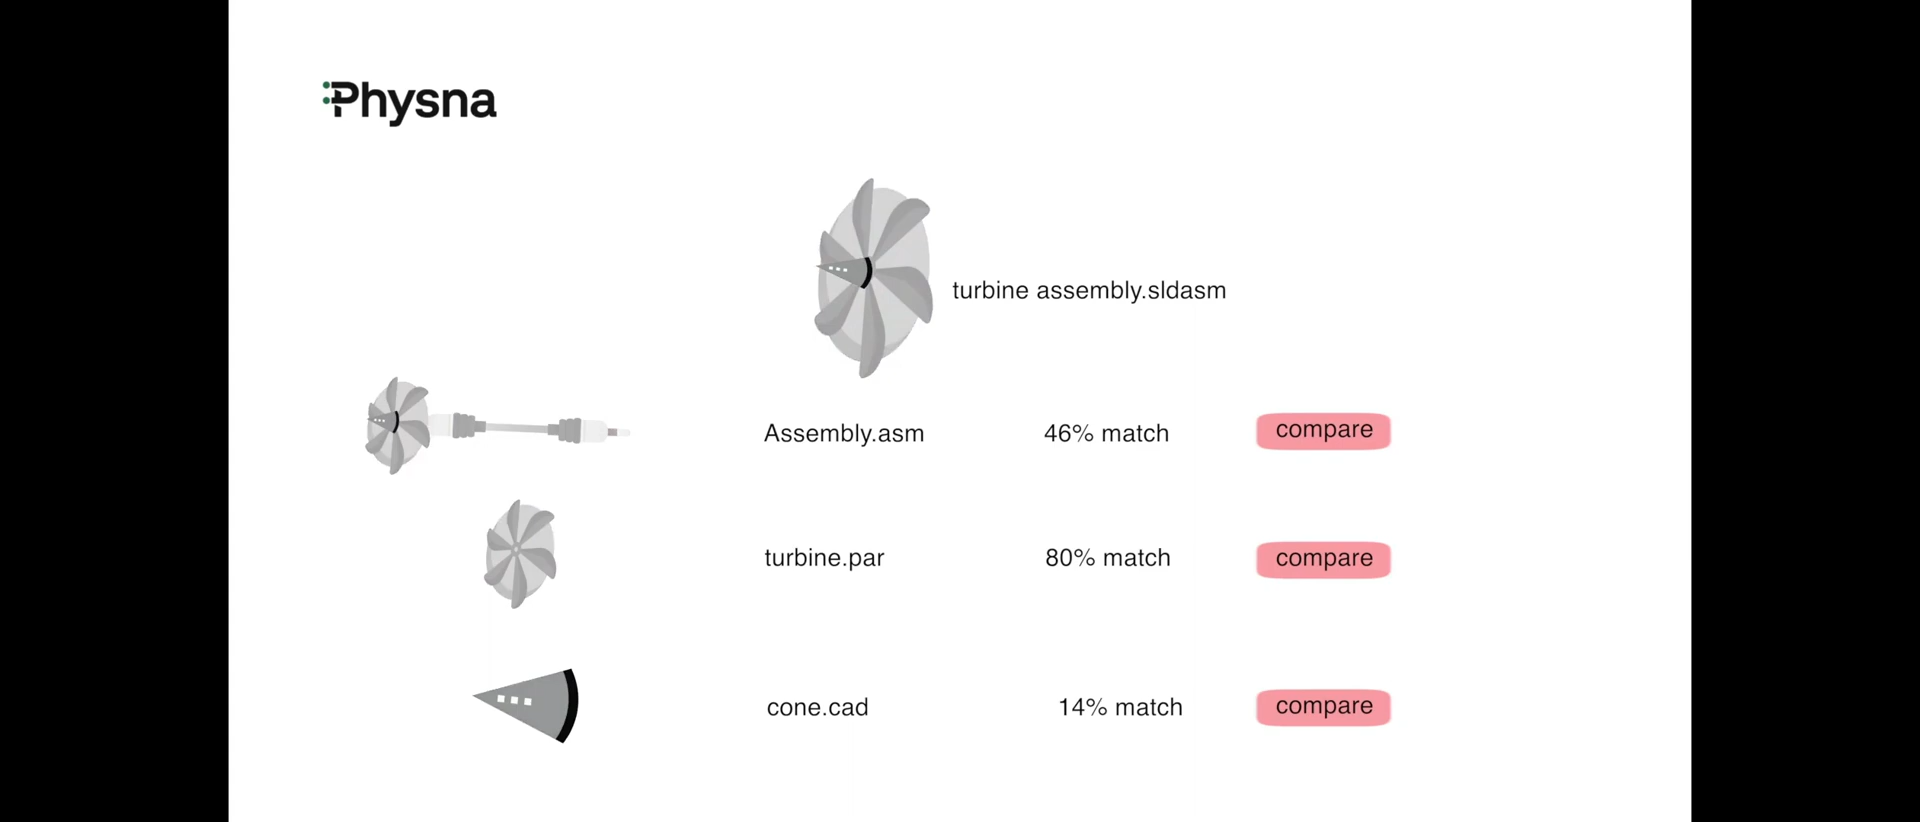 Physna
turbine assembly.sldasm
Assembly.asm 46% match compare
turbine.par 80% match compare
cone.cad 14% match compare